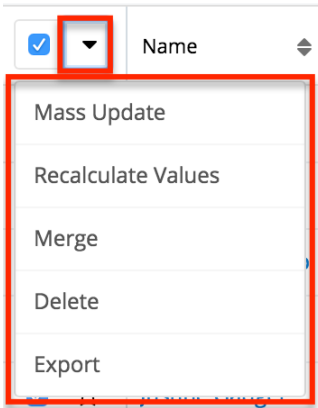 Name
Mass Update
Recalculate Values
Merge
Delete
Export